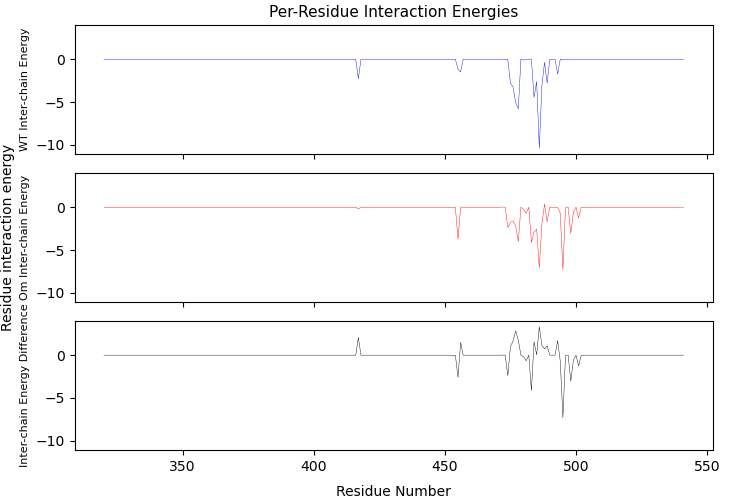 Per-Residue Interaction Energies
Residue interaction energy
WT Inter-chain Energy
0
−5
−10
Om Inter-chain Energy
0
−5
−10
Inter-chain Energy Difference
0
−5
−10
350
400
450
500
550
Residue Number